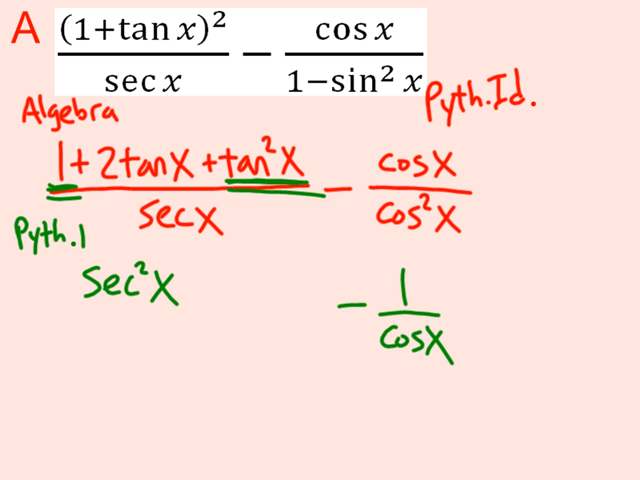 A (1+tan x)² / sec x − cos x / 1−sin² x
Algebra
Pyth.Id.
1+2tanx+tan²x / secx − cosx / cos²x
Pyth.1
sec²x − 1 / cosx